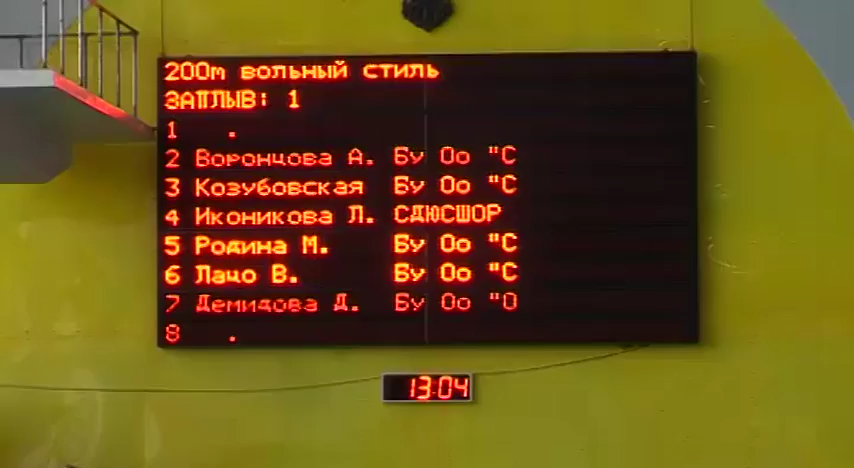 200m вольный стиль
ЗАПЛЫВ: 1
1 .
2 Воронцова А. Бу Оо "С
3 Козубовская Бу Оо "С
4 Иконикова Л. СДЮСШОР
5 Родина М. Бу Оо "С
6 Лацо В. Бу Оо "С
7 Демидова Д. Бу Оо "О
8 .
13:04